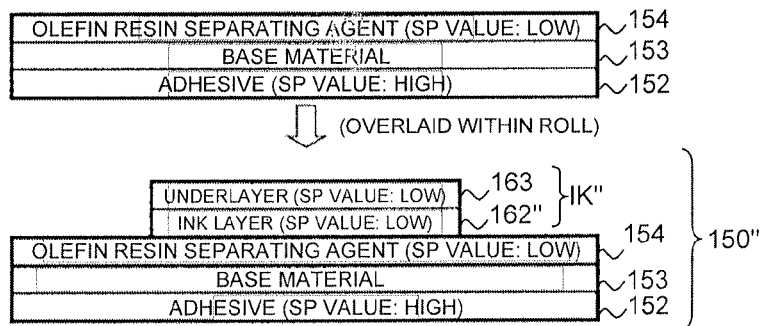 OLEFIN RESIN SEPARATING AGENT (SP VALUE: LOW) 154
BASE MATERIAL 153
ADHESIVE (SP VALUE: HIGH) 152
(OVERLAID WITHIN ROLL)
UNDERLAYER (SP VALUE: LOW) 163
INK LAYER (SP VALUE: LOW) 162"
IK"
OLEFIN RESIN SEPARATING AGENT (SP VALUE: LOW) 154
BASE MATERIAL 153
ADHESIVE (SP VALUE: HIGH) 152
150"